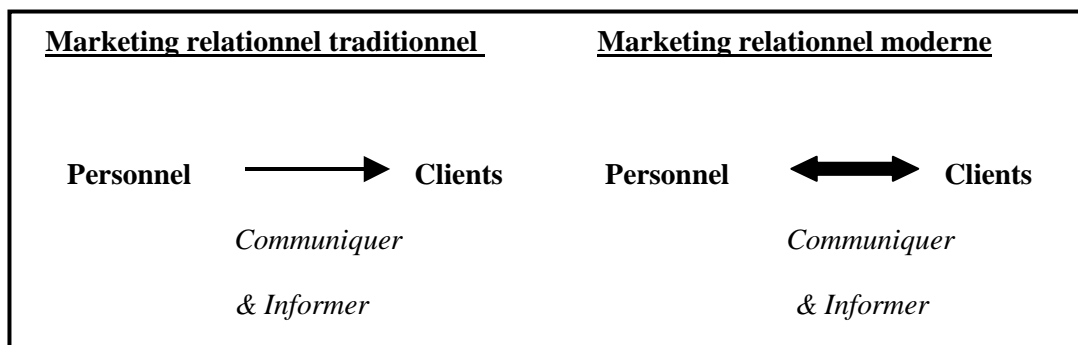 Marketing relationnel traditionnel
Marketing relationnel moderne
Personnel Clients
Communiquer
& Informer
Personnel Clients
Communiquer
& Informer